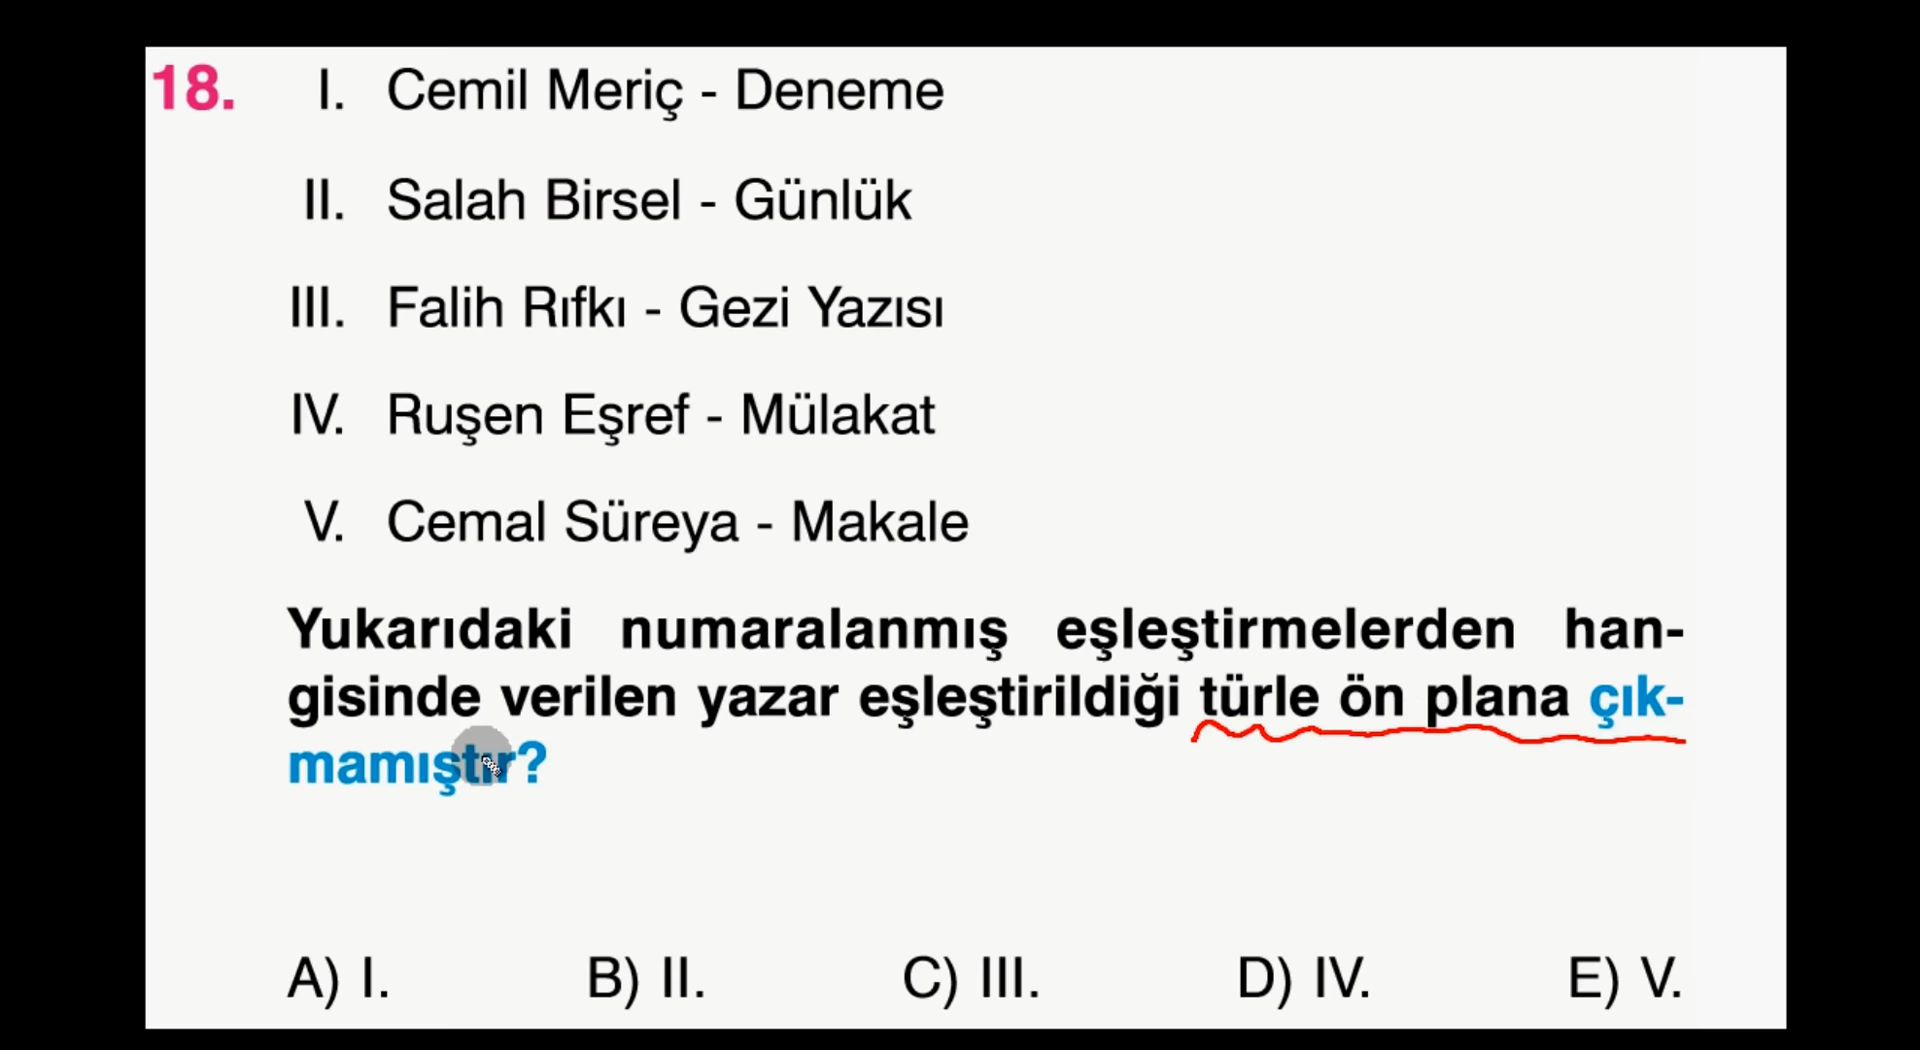 18. I. Cemil Meriç - Deneme
II. Salah Birsel - Günlük
III. Falih Rıfkı - Gezi Yazısı
IV. Ruşen Eşref - Mülakat
V. Cemal Süreya - Makale
Yukarıdaki numaralanmış eşleştirmelerden han-
gisinde verilen yazar eşleştirildiği türle ön plana çık-
mamıştır?
A) I. B) II. C) III. D) IV. E) V.